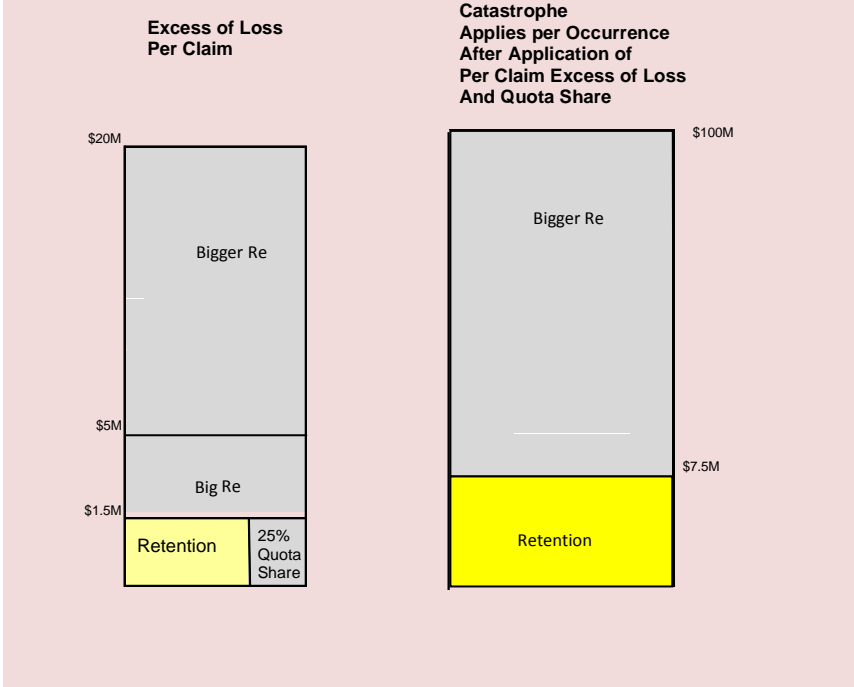 Excess of Loss
Per Claim
$20M
Bigger Re
$5M
Big Re
$1.5M
Retention
25%
Quota
Share
Catastrophe
Applies per Occurrence
After Application of
Per Claim Excess of Loss
And Quota Share
$100M
Bigger Re
$7.5M
Retention